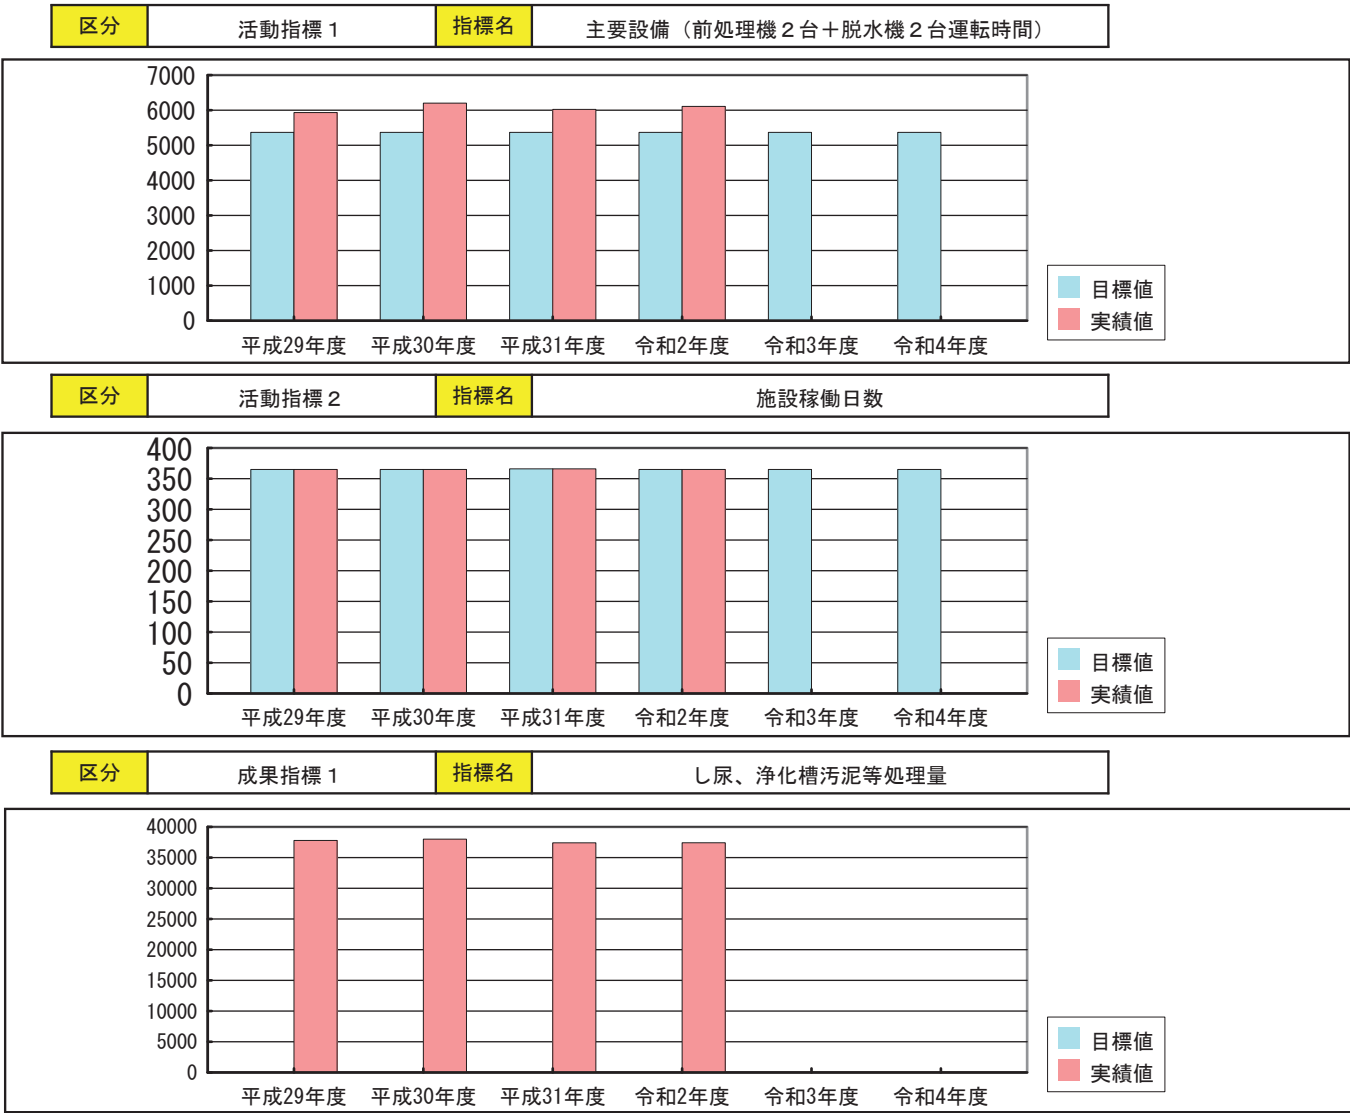 区分 活動指標１ 指標名 主要設備（前処理機２台＋脱水機２台運転時間）
7000
6000
5000
4000
3000
2000
1000
0
平成29年度 平成30年度 平成31年度 令和2年度 令和3年度 令和4年度
目標値
実績値
区分 活動指標２ 指標名 施設稼働日数
400
350
300
250
200
150
100
50
0
平成29年度 平成30年度 平成31年度 令和2年度 令和3年度 令和4年度
目標値
実績値
区分 成果指標１ 指標名 し尿、浄化槽汚泥等処理量
40000
35000
30000
25000
20000
15000
10000
5000
0
平成29年度 平成30年度 平成31年度 令和2年度 令和3年度 令和4年度
目標値
実績値